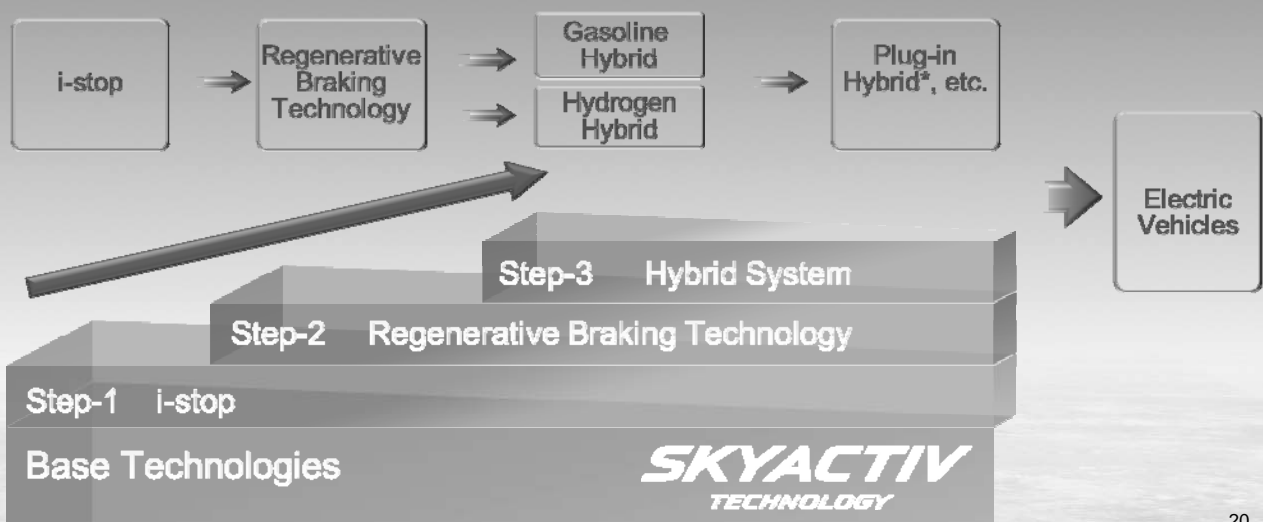 i-stop
Regenerative
Braking
Technology
Gasoline
Hybrid
Hydrogen
Hybrid
Plug-in
Hybrid*, etc.
Electric
Vehicles
Step-3 Hybrid System
Step-2 Regenerative Braking Technology
Step-1 i-stop
Base Technologies
SKYACTIV
TECHNOLOGY
20